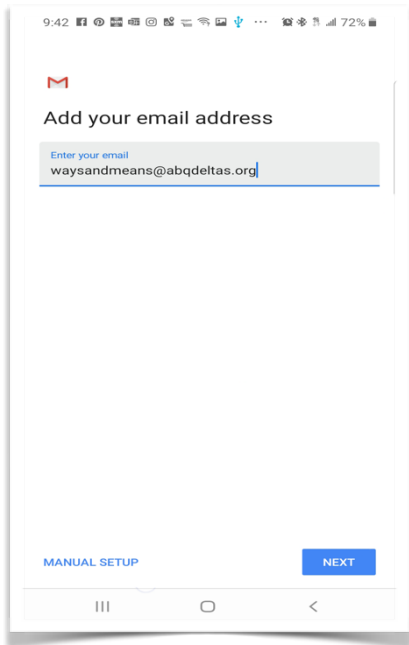 9:42 72%
Add your email address
Enter your email
waysandmeans@abqdeltas.org
MANUAL SETUP NEXT